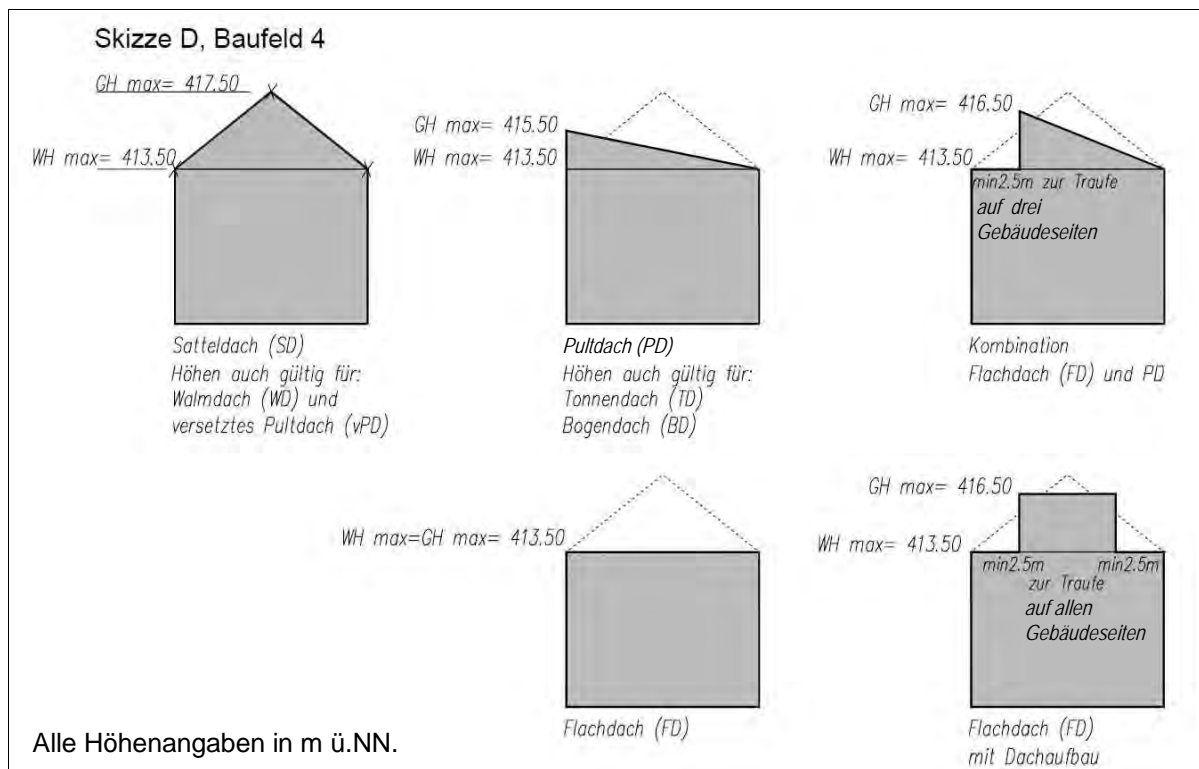 Skizze D, Baufeld 4
GH max= 417.50
WH max= 413.50
Satteldach (SD)
Höhen auch gültig für:
Walmdach (WD) und
versetztes Pultdach (vPD)
GH max= 415.50
WH max= 413.50
Pultdach (PD)
Höhen auch gültig für:
Tonnendach (TD)
Bogendach (BD)
GH max= 416.50
WH max= 413.50
min2.5m zur Traufe
auf drei
Gebäudeseiten
Kombination
Flachdach (FD) und PD
WH max=GH max= 413.50
Flachdach (FD)
GH max= 416.50
WH max= 413.50
min2.5m min2.5m
zur Traufe
auf allen
Gebäudeseiten
Flachdach (FD)
mit Dachaufbau
Alle Höhenangaben in m ü.NN.